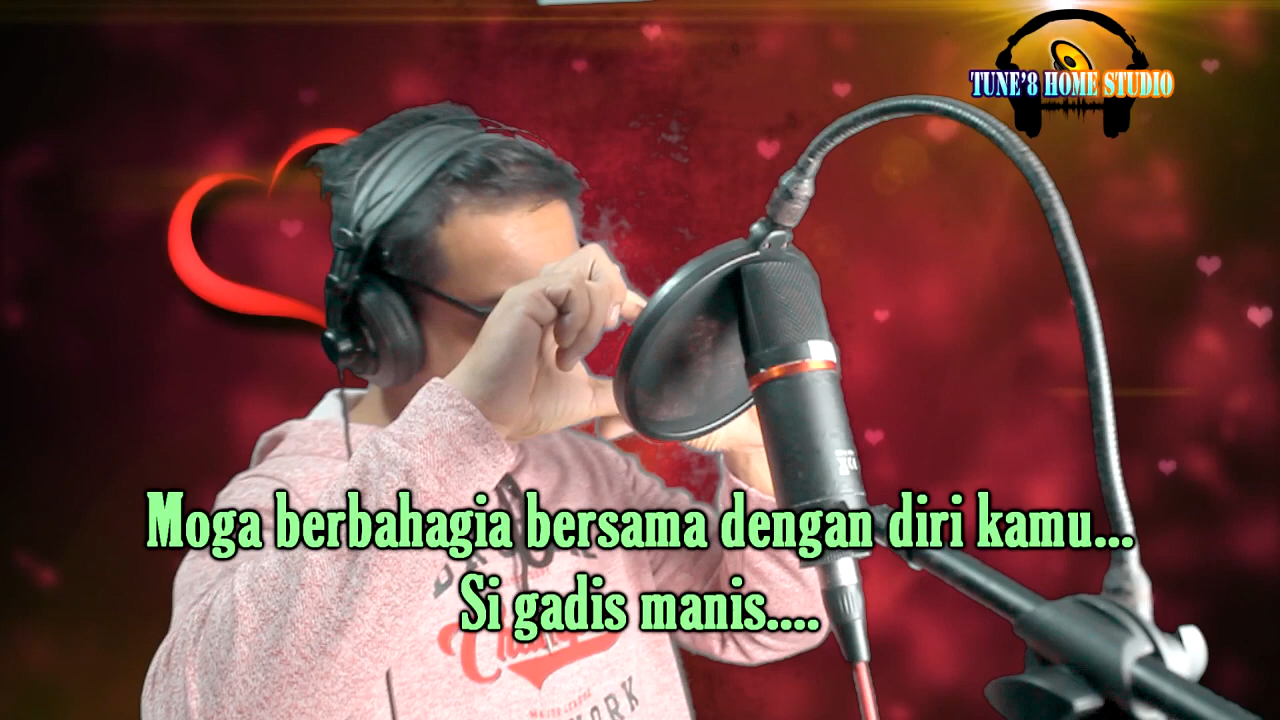 TUNE'8 HOME STUDIO
Moga berbahagia bersama dengan diri kamu...
Si gadis manis....